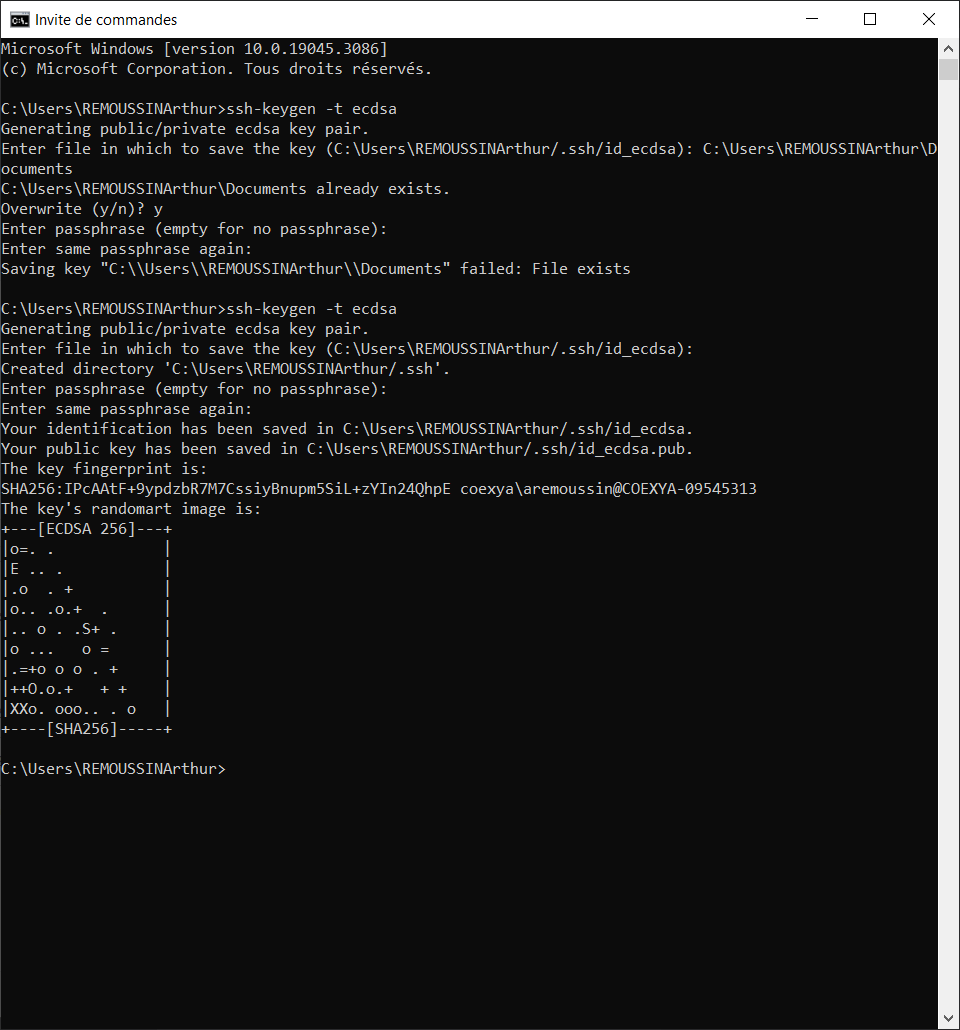 Invite de commandes
Microsoft Windows [version 10.0.19045.3086]
(c) Microsoft Corporation. Tous droits réservés.
C:\Users\REMOUSSINArthur>ssh-keygen -t ecdsa
Generating public/private ecdsa key pair.
Enter file in which to save the key (C:\Users\REMOUSSINArthur/.ssh/id_ecdsa): C:\Users\REMOUSSINArthur\D
ocuments
C:\Users\REMOUSSINArthur\Documents already exists.
Overwrite (y/n)? y
Enter passphrase (empty for no passphrase):
Enter same passphrase again:
Saving key "C:\\Users\\REMOUSSINArthur\\Documents" failed: File exists
C:\Users\REMOUSSINArthur>ssh-keygen -t ecdsa
Generating public/private ecdsa key pair.
Enter file in which to save the key (C:\Users\REMOUSSINArthur/.ssh/id_ecdsa):
Created directory 'C:\Users\REMOUSSINArthur/.ssh'.
Enter passphrase (empty for no passphrase):
Enter same passphrase again:
Your identification has been saved in C:\Users\REMOUSSINArthur/.ssh/id_ecdsa.
Your public key has been saved in C:\Users\REMOUSSINArthur/.ssh/id_ecdsa.pub.
The key fingerprint is:
SHA256:IPcAAtF+9ypdzbR7M7CssiyBnupm5SiL+zYIn24QhpE coexya\aremoussin@COEXYA-09545313
The key's randomart image is:
+---[ECDSA 256]---+
|o=. .            |
|E .. .           |
|.o  . +          |
|o.. .o.+  .      |
|.. o . .S+ .     |
|o ...   o =      |
|.=+o o o . +     |
|++O.o.+   + +    |
|XXo. ooo.. . o   |
+----[SHA256]-----+
C:\Users\REMOUSSINArthur>